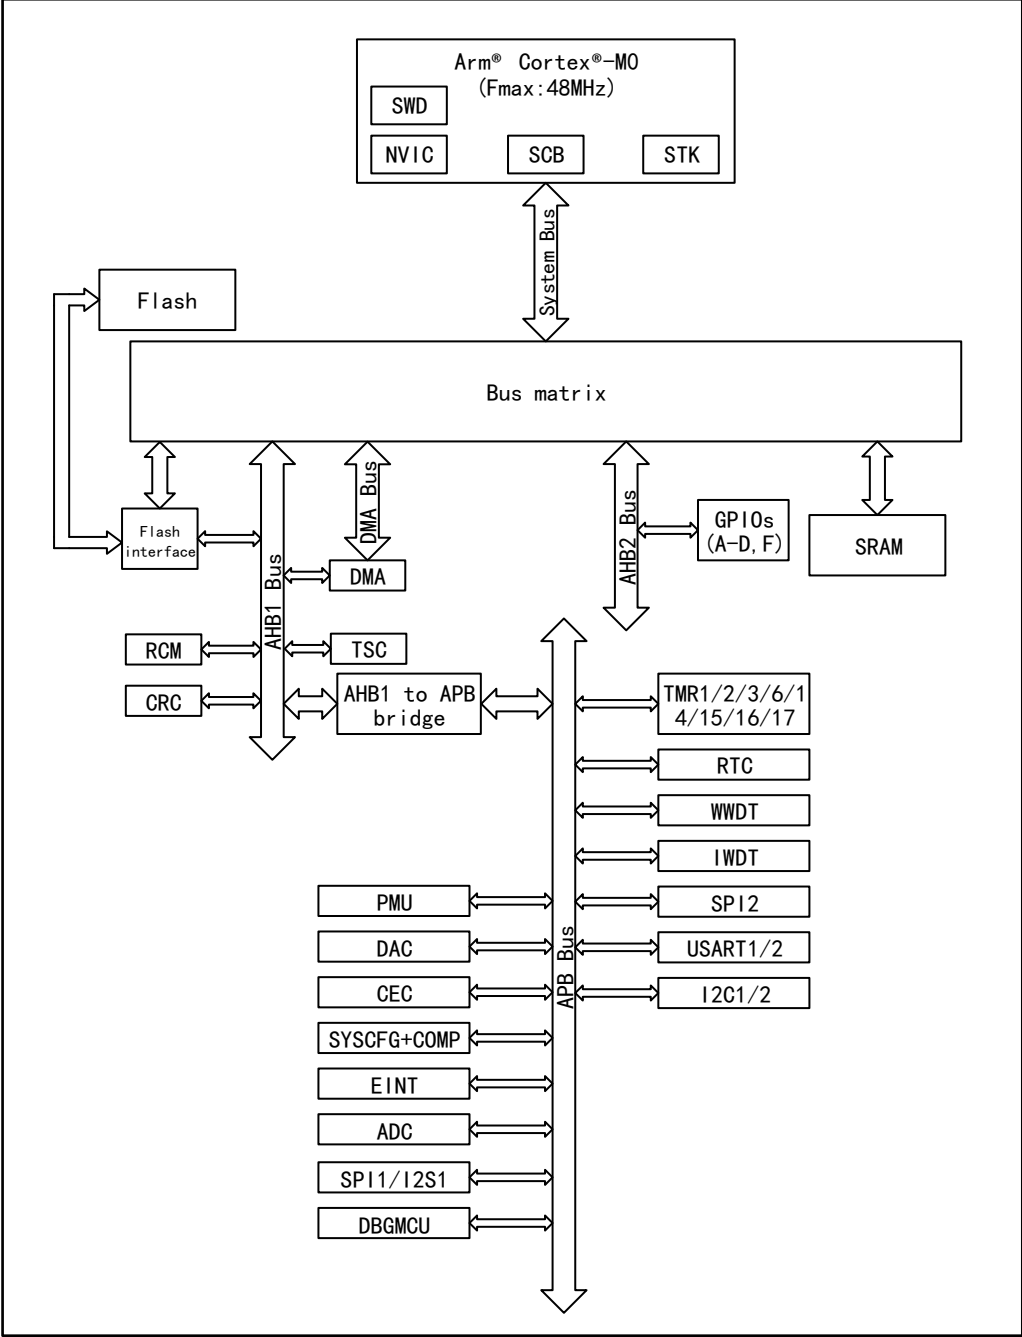 Arm® Cortex®-M0
(Fmax:48MHz)
SWD
NVIC
SCB
STK
System Bus
Flash
Bus matrix
Flash
interface
AHB1 Bus
DMA Bus
DMA
AHB2 Bus
GPIOs
(A-D,F)
SRAM
RCM
TSC
CRC
AHB1 to APB
bridge
APB Bus
TMR1/2/3/6/1
4/15/16/17
RTC
WWDT
IWDT
PMU
SPI2
DAC
USART1/2
CEC
I2C1/2
SYSCFG+COMP
EINT
ADC
SPI1/I2S1
DBGMCU